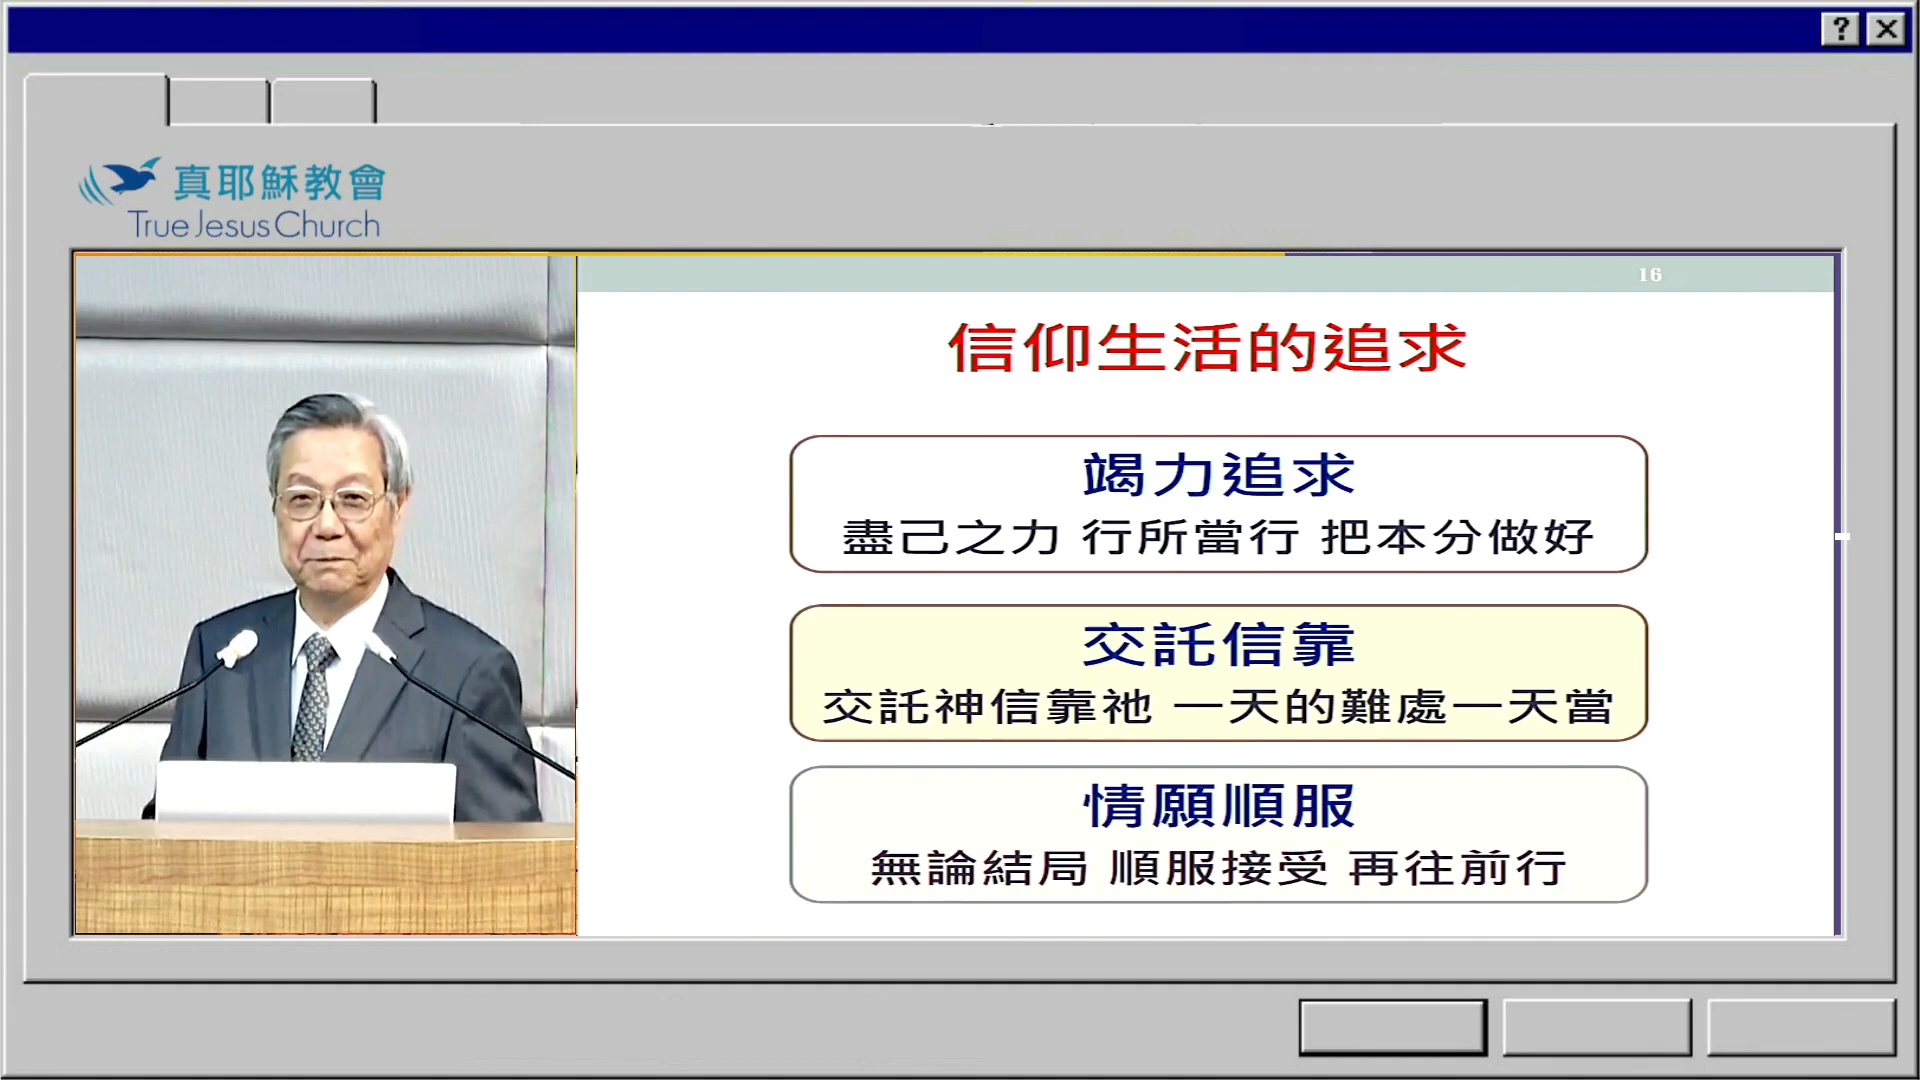 真耶穌教會
True Jesus Church
16
信仰生活的追求
竭力追求
盡己之力 行所當行 把本分做好
交託信靠
交託神信靠祂 一天的難處一天當
情願順服
無論結局 順服接受 再往前行